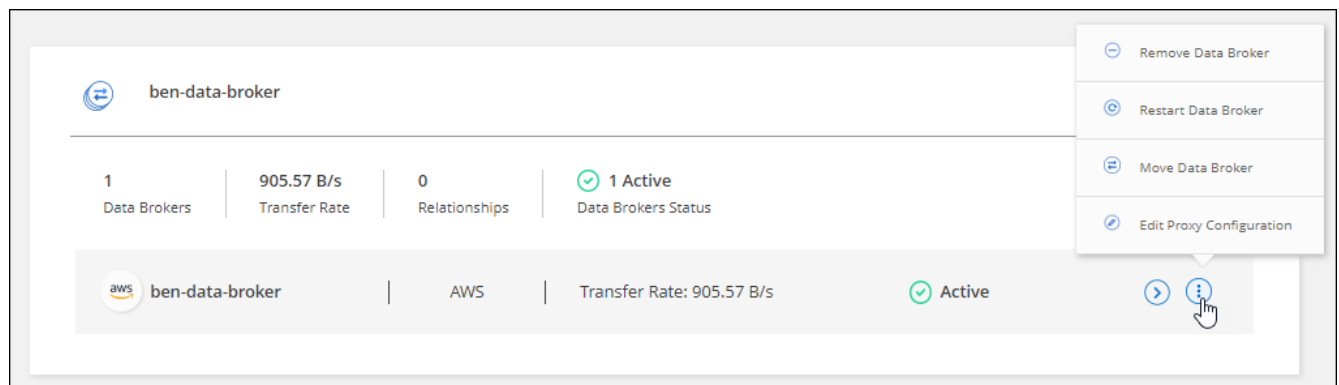 ben-data-broker
Remove Data Broker
Restart Data Broker
Move Data Broker
Edit Proxy Configuration
1
Data Brokers
905.57 B/s
Transfer Rate
0
Relationships
1 Active
Data Brokers Status
aws ben-data-broker AWS Transfer Rate: 905.57 B/s Active